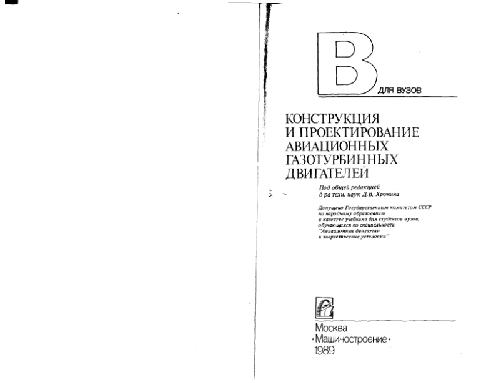 В
ДЛЯ ВУЗОВ
КОНСТРУКЦИЯ
И ПРОЕКТИРОВАНИЕ
АВИАЦИОННЫХ
ГАЗОТУРБИННЫХ
ДВИГАТЕЛЕЙ
Под общей редакцией
д-ра техн. наук Д.В. Хронина
Допущено Государственным комитетом СССР
по народному образованию
в качестве учебника для студентов вузов,
обучающихся по специальности
"Авиационные двигатели
и энергетические установки"
Москва
«Машиностроение»
1989